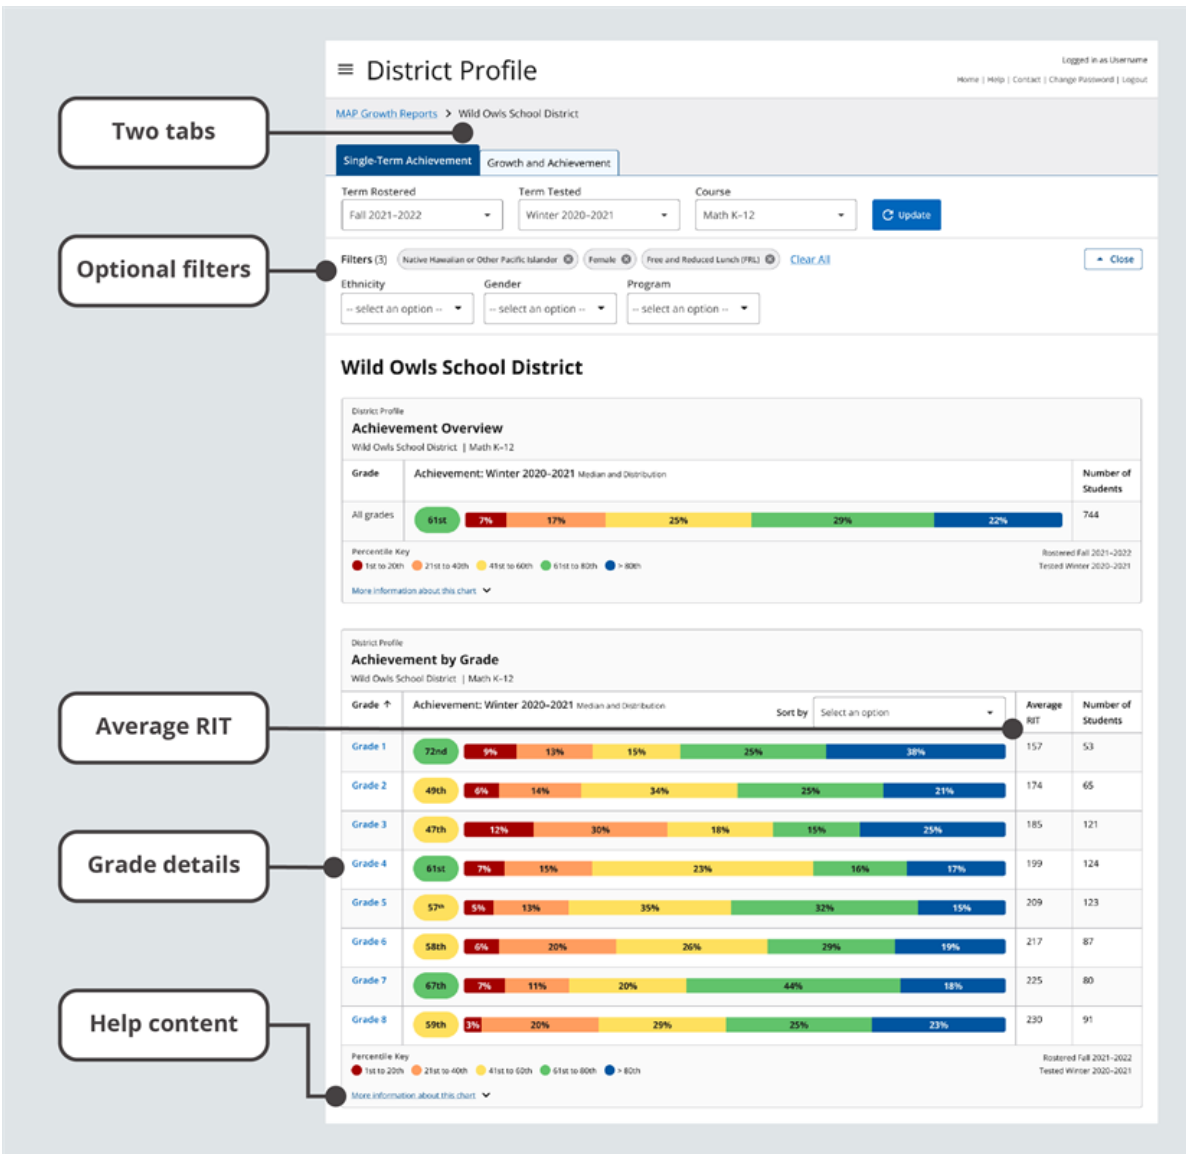 District Profile
Logged in as Username
Home | Help | Contact | Change Password | Logout
Two tabs
MAP Growth Reports > Wild Owls School District
Single-Term Achievement
Growth and Achievement
Term Rostered
Term Tested
Course
Fall 2021–2022
Winter 2020–2021
Math K–12
Update
Optional filters
Filters (3) Native Hawaiian or Other Pacific Islander Female Free and Reduced Lunch (FRL) Clear All
Close
Ethnicity
Gender
Program
-- select an option --
-- select an option --
-- select an option --
Wild Owls School District
District Profile
Achievement Overview
Wild Owls School District | Math K–12
Grade Achievement: Winter 2020–2021 Median and Distribution Number of
Students
All grades 61st 7% 17% 25% 29% 22% 744
Percentile Key
1st to 20th 21st to 40th 41st to 60th 61st to 80th > 80th
Rostered Fall 2021–2022
Tested Winter 2020–2021
More information about this chart
District Profile
Achievement by Grade
Wild Owls School District | Math K–12
Average RIT
Grade ↑ Achievement: Winter 2020–2021 Median and Distribution Sort by Select an option
Average
RIT
Number of
Students
Grade 1 72nd 9% 13% 15% 25% 38% 157 53
Grade 2 49th 6% 14% 34% 25% 21% 174 65
Grade 3 47th 12% 30% 18% 15% 25% 185 121
Grade details
Grade 4 61st 7% 15% 23% 16% 17% 199 124
Grade 5 57th 5% 13% 35% 32% 15% 209 123
Grade 6 58th 6% 20% 26% 29% 19% 217 87
Grade 7 67th 7% 11% 20% 44% 18% 225 80
Help content
Grade 8 59th 3% 20% 29% 25% 23% 230 91
Percentile Key
1st to 20th 21st to 40th 41st to 60th 61st to 80th > 80th
Rostered Fall 2021–2022
Tested Winter 2020–2021
More information about this chart